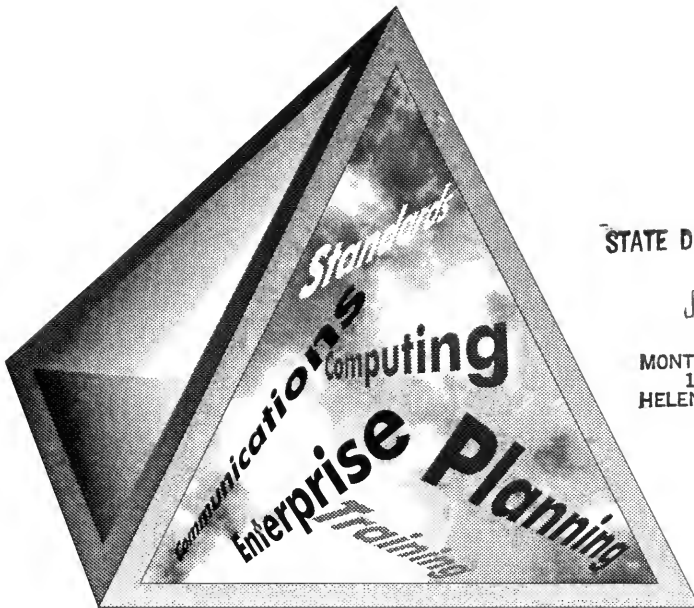 Standards
Communications
Computing
Enterprise
Planning
Training
STATE D
J
MONT
1
HELEN